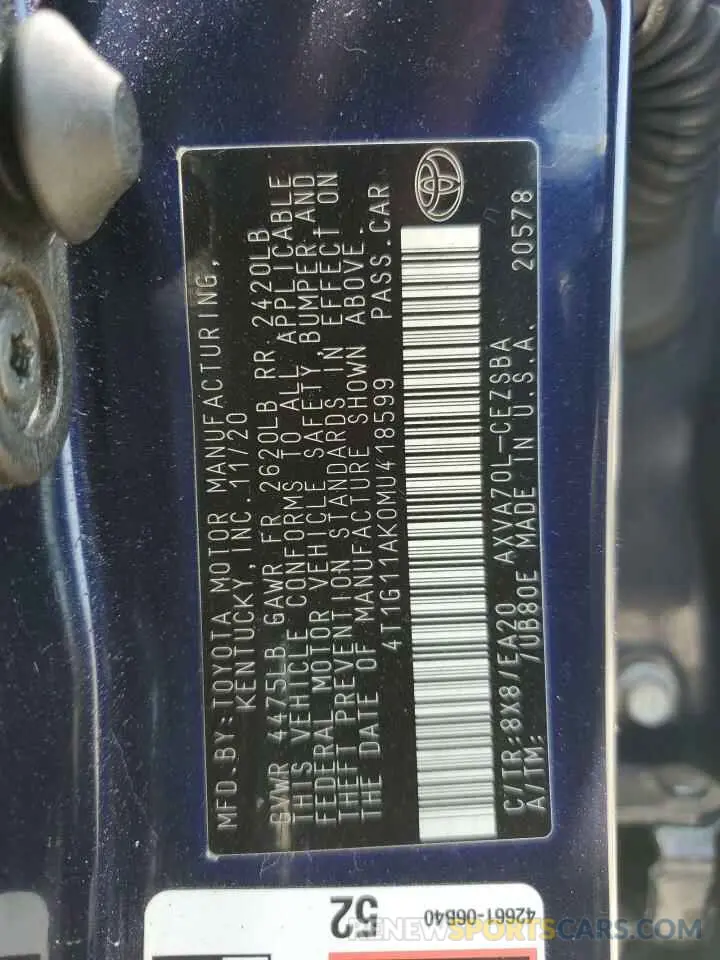 MFD.BY:TOYOTA MOTOR MANUFACTURING,
KENTUCKY, INC. 11/20
GVWR 4475LB GAWR FR 2620LB RR 2420LB
THIS VEHICLE CONFORMS TO ALL APPLICABLE
FEDERAL MOTOR VEHICLE SAFETY, BUMPER, AND
THEFT PREVENTION STANDARDS IN EFFECT ON
THE DATE OF MANUFACTURE SHOWN ABOVE.
4T1G11AK0MU418599 PASS.CAR
C/TR:8X8/EA20 AXVA70L-CEZSBA
A/TM: /UB80E MADE IN U.S.A. 20578
52
42661-06B40
RENEWSPORTSCARS.COM